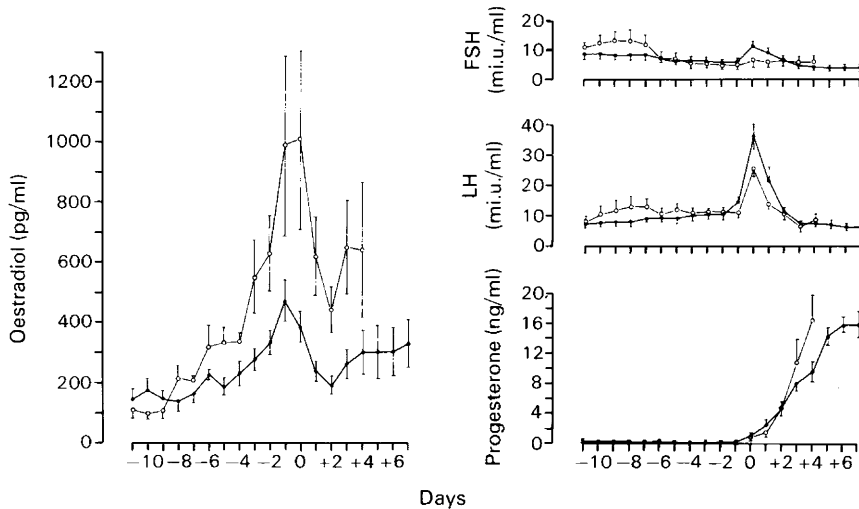 Oestradiol (pg/ml)
1300
1200
1000
800
600
400
200
0
−10 −8 −6 −4 −2 0 +2 +4 +6
FSH
(mi.u./ml)
20
10
0
LH
(mi.u./ml)
40
30
20
10
0
Progesterone (ng/ml)
20
16
12
8
4
0
−10 −8 −6 −4 −2 0 +2 +4 +6
Days